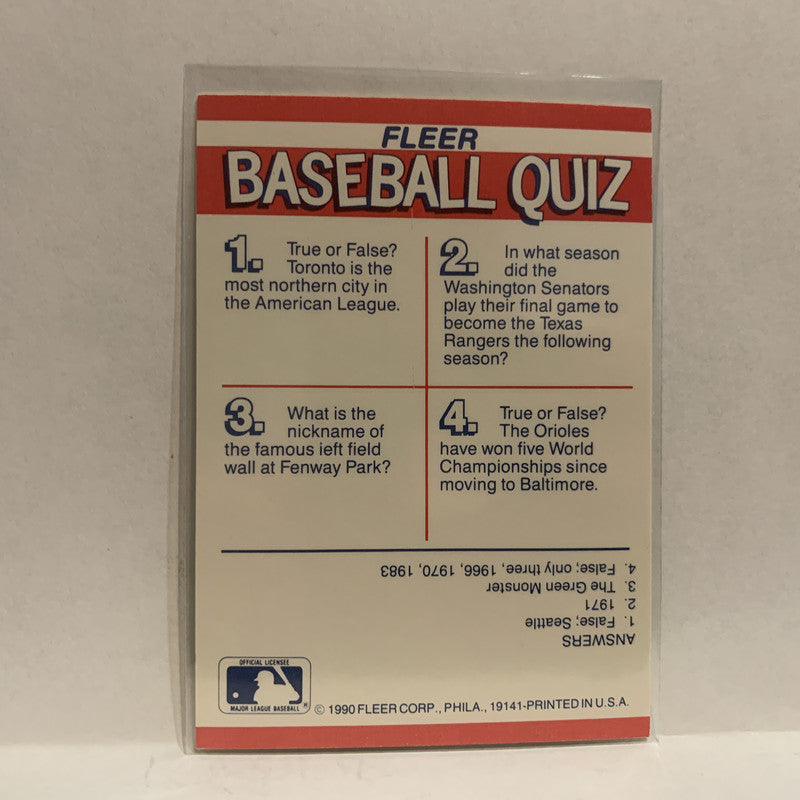 FLEER
BASEBALL QUIZ
1. True or False?
Toronto is the
most northern city in
the American League.
2. In what season
did the
Washington Senators
play their final game to
become the Texas
Rangers the following
season?
3. What is the
nickname of
the famous ieft field
wall at Fenway Park?
4. True or False?
The Orioles
have won five World
Championships since
moving to Baltimore.
ANSWERS
1. False; Seattle
2. 1971
3. The Green Monster
4. False; only three, 1966, 1970, 1983
OFFICIAL LICENSEE
MAJOR LEAGUE BASEBALL ®
© 1990 FLEER CORP., PHILA., 19141-PRINTED IN U.S.A.